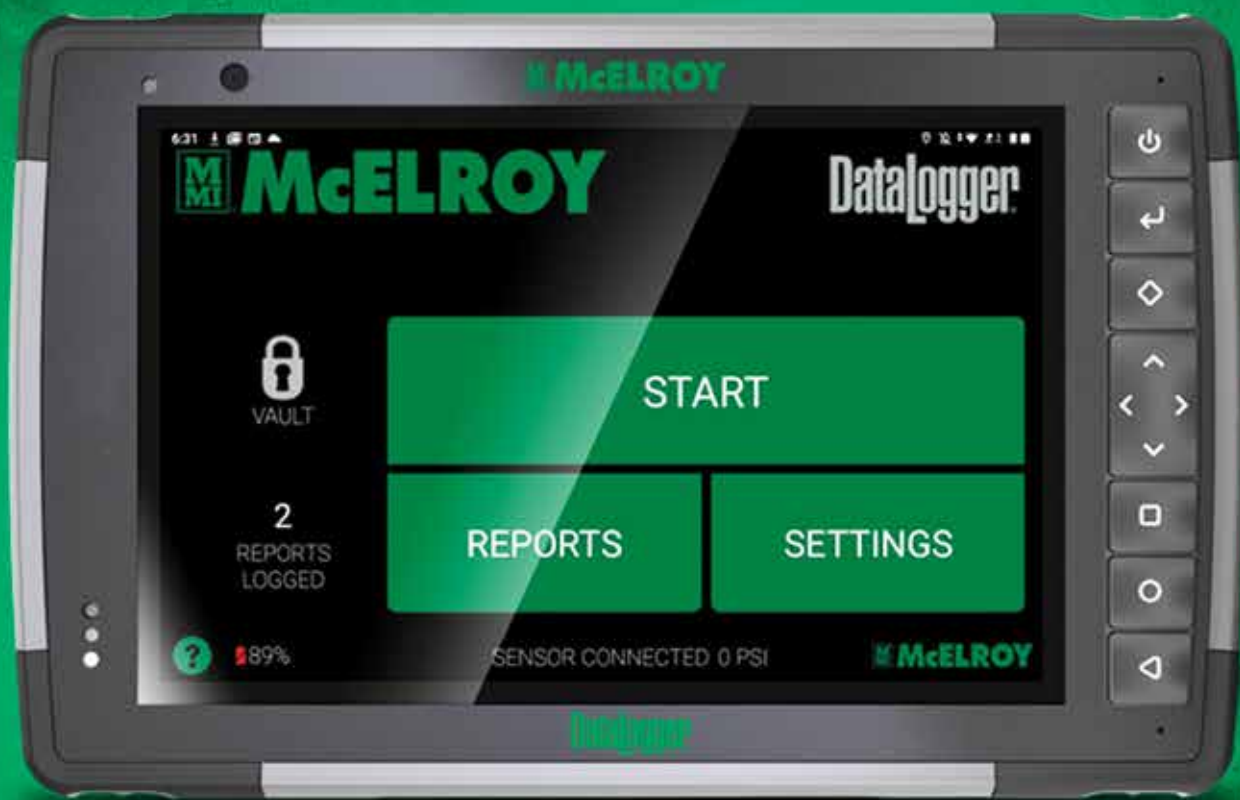 McELROY
6:31
M
MI
McELROY
DataLogger
START
VAULT
REPORTS
SETTINGS
2
REPORTS
LOGGED
?
89%
SENSOR CONNECTED 0 PSI
McELROY
DataLogger